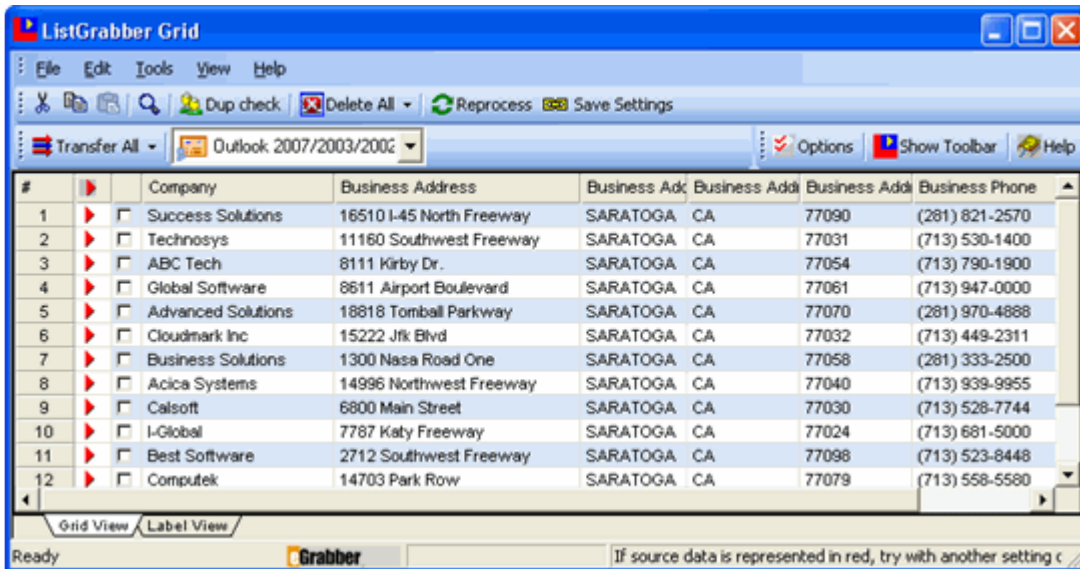 ListGrabber Grid
File Edit Tools View Help
Dup check Delete All Reprocess Save Settings
Transfer All Outlook 2007/2003/2002 Options Show Toolbar Help
# Company Business Address Business Adc Business Addi Business Addi Business Phone
1 Success Solutions 16510 I-45 North Freeway SARATOGA CA 77090 (281) 821-2570
2 Technosys 11160 Southwest Freeway SARATOGA CA 77031 (713) 530-1400
3 ABC Tech 8111 Kirby Dr. SARATOGA CA 77054 (713) 790-1900
4 Global Software 8611 Airport Boulevard SARATOGA CA 77061 (713) 947-0000
5 Advanced Solutions 18818 Tomball Parkway SARATOGA CA 77070 (281) 970-4888
6 Cloudmark Inc 15222 Jfk Blvd SARATOGA CA 77032 (713) 449-2311
7 Business Solutions 1300 Nasa Road One SARATOGA CA 77058 (281) 333-2500
8 Acica Systems 14996 Northwest Freeway SARATOGA CA 77040 (713) 939-9955
9 Calsoft 6800 Main Street SARATOGA CA 77030 (713) 528-7744
10 I-Global 7787 Katy Freeway SARATOGA CA 77024 (713) 681-5000
11 Best Software 2712 Southwest Freeway SARATOGA CA 77098 (713) 523-8448
12 Computek 14703 Park Row SARATOGA CA 77079 (713) 558-5580
Grid View Label View
Ready eGrabber If source data is represented in red, try with another setting c